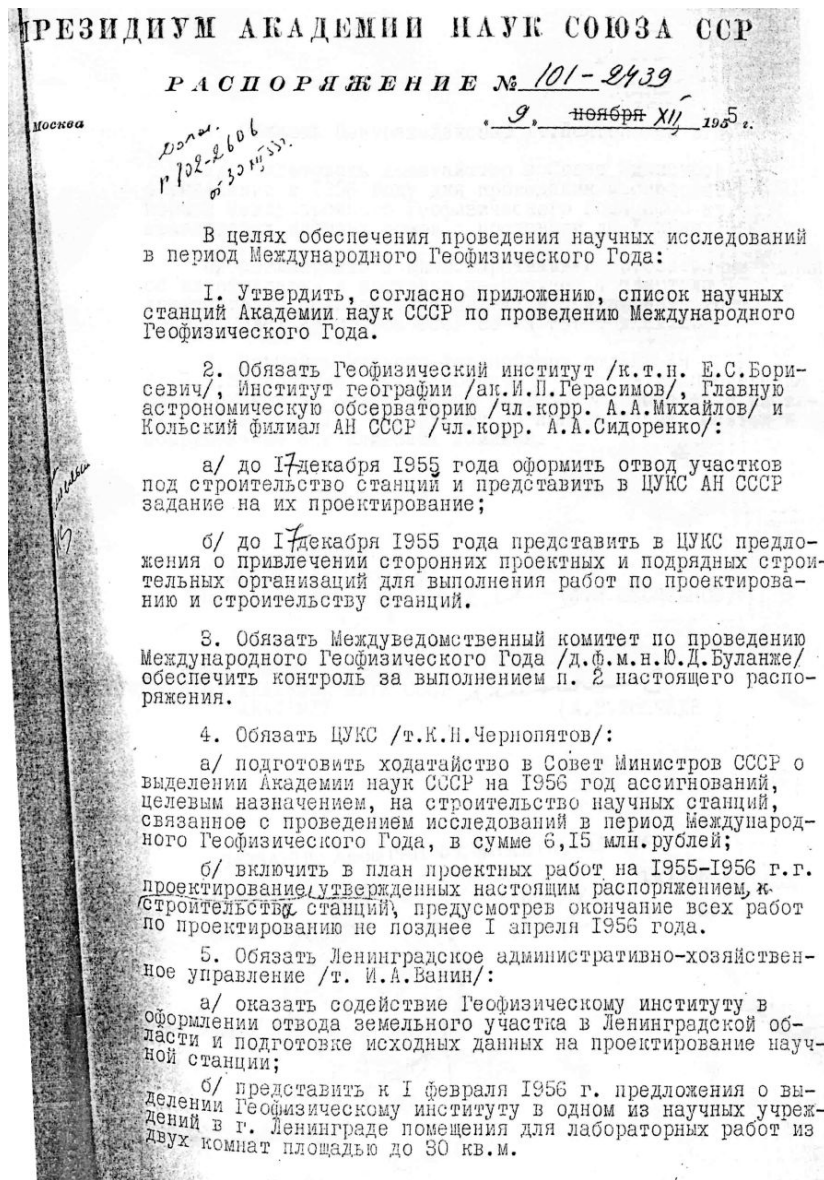 ПРЕЗИДИУМ АКАДЕМИИ НАУК СОЮЗА ССР
РАСПОРЯЖЕНИЕ № 101-2439
Москва
„ 9 „ ноября XII 1955 г.
Допол.
р 102-2606
от 30 XII 55.
В целях обеспечения проведения научных исследований
в период Международного Геофизического Года:
I. Утвердить, согласно приложению, список научных
станций Академии наук СССР по проведению Международного
Геофизического Года.
2. Обязать Геофизический институт /к.т.н. Е.С.Бори-
севич/, Институт географии /ак.И.П.Герасимов/, Главную
астрономическую обсерваторию /чл.корр. А.А.Михайлов/ и
Кольский филиал АН СССР /чл.корр. А.А.Сидоренко/:
а/ до I7 декабря I955 года оформить отвод участков
под строительство станций и представить в ЦУКС АН СССР
задание на их проектирование;
б/ до I7 декабря I955 года представить в ЦУКС предло-
жения о привлечении сторонних проектных и подрядных строи-
тельных организаций для выполнения работ по проектирова-
нию и строительству станций.
3. Обязать Междуведомственный комитет по проведению
Международного Геофизического Года /д.ф.м.н.Ю.Д.Буланже/
обеспечить контроль за выполнением п. 2 настоящего распо-
ряжения.
4. Обязать ЦУКС /т.К.Н.Чернопятов/:
а/ подготовить ходатайство в Совет Министров СССР о
выделении Академии наук СССР на I956 год ассигнований,
целевым назначением, на строительство научных станций,
связанное с проведением исследований в период Международ-
ного Геофизического Года, в сумме 6,I5 млн.рублей;
б/ включить в план проектных работ на I955-I956 г.г.
проектирование, утвержденных настоящим распоряжением, к
строительству станций, предусмотрев окончание всех работ
по проектированию не позднее I апреля I956 года.
5. Обязать Ленинградское административно-хозяйствен-
ное управление /т. И.А.Ванин/:
а/ оказать содействие Геофизическому институту в
оформлении отвода земельного участка в Ленинградской об-
ласти и подготовке исходных данных на проектирование науч-
ной станции;
б/ представить к I февраля I956 г. предложения о вы-
делении Геофизическому институту в одном из научных учреж-
дений в г. Ленинграде помещения для лабораторных работ из
двух комнат площадью до 30 кв.м.